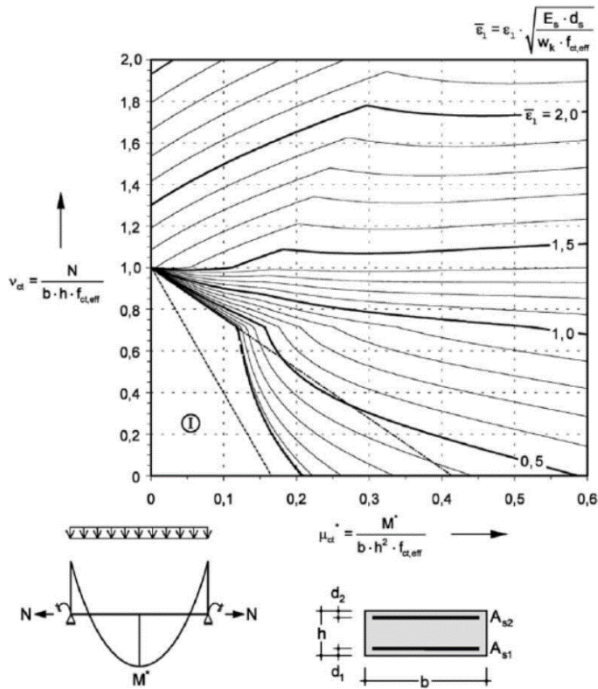 ε̅₁ = ε₁ · √(Eₛ · dₛ / (wₖ · f_ct,eff))
2,0
1,8
1,6
1,4
1,2
1,0
0,8
0,6
0,4
0,2
0
ε̅₁ = 2,0
1,5
1,0
0,5
I
ν_ct = N / (b · h · f_ct,eff)
0 0,1 0,2 0,3 0,4 0,5 0,6
μ_ct* = M* / (b · h² · f_ct,eff)
N N
M*
d₂
h
d₁
b
Aₛ₂
Aₛ₁